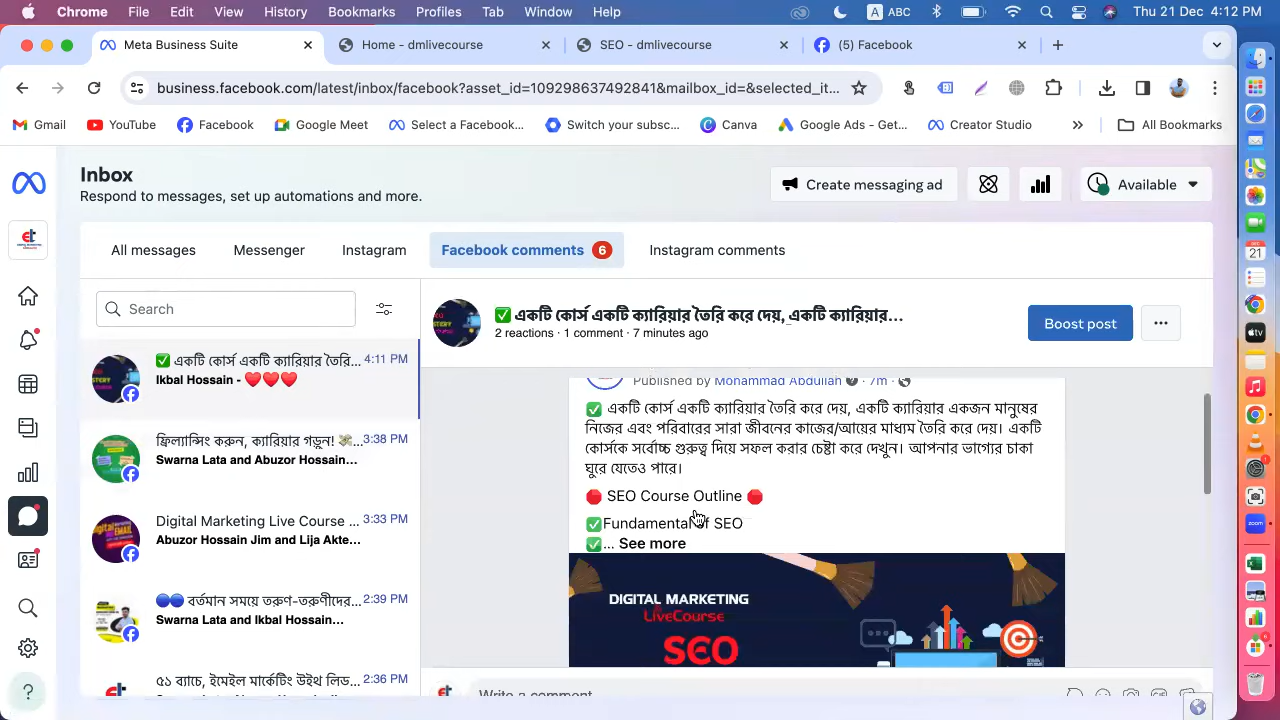 Chrome File Edit View History Bookmarks Profiles Tab Window Help
A ABC Thu 21 Dec 4:12 PM
Meta Business Suite
Home - dmlivecourse
SEO - dmlivecourse
(5) Facebook
business.facebook.com/latest/inbox/facebook?asset_id=109298637492841&mailbox_id=&selected_it...
Gmail YouTube Facebook Google Meet Select a Facebook... Switch your subsc... Canva Google Ads - Get... Creator Studio » All Bookmarks
Inbox
Respond to messages, set up automations and more.
Create messaging ad
Available
All messages Messenger Instagram Facebook comments 6 Instagram comments
Search
✅ একটি কোর্স একটি ক্যারিয়ার তৈরি... 4:11 PM
Ikbal Hossain - ❤️❤️❤️
ফ্রিল্যান্সিং করুন, ক্যারিয়ার গড়ুন! 💸... 3:38 PM
Swarna Lata and Abuzor Hossain...
Digital Marketing Live Course ... 3:33 PM
Abuzor Hossain Jim and Lija Akte...
🔵🔵 বর্তমান সময়ে তরুণ-তরুণীদের... 2:39 PM
Swarna Lata and Ikbal Hossain...
৫১ ব্যাচে, ইমেইল মার্কেটিং উইথ লিড... 2:36 PM
✅ একটি কোর্স একটি ক্যারিয়ার তৈরি করে দেয়, একটি ক্যারিয়ার...
2 reactions · 1 comment · 7 minutes ago
Boost post
Published by Mohammad Abdullah · 7m ·
✅ একটি কোর্স একটি ক্যারিয়ার তৈরি করে দেয়, একটি ক্যারিয়ার একজন মানুষের
নিজের এবং পরিবারের সারা জীবনের কাজের/আয়ের মাধ্যম তৈরি করে দেয়। একটি
কোর্সকে সর্বোচ্চ গুরুত্ব দিয়ে সফল করার চেষ্টা করে দেখুন। আপনার ভাগ্যের চাকা
ঘুরে যেতেও পারে।
🛑 SEO Course Outline 🛑
✅Fundamental of SEO
✅... See more
DIGITAL MARKETING
LiveCourse
SEO
Write a comment